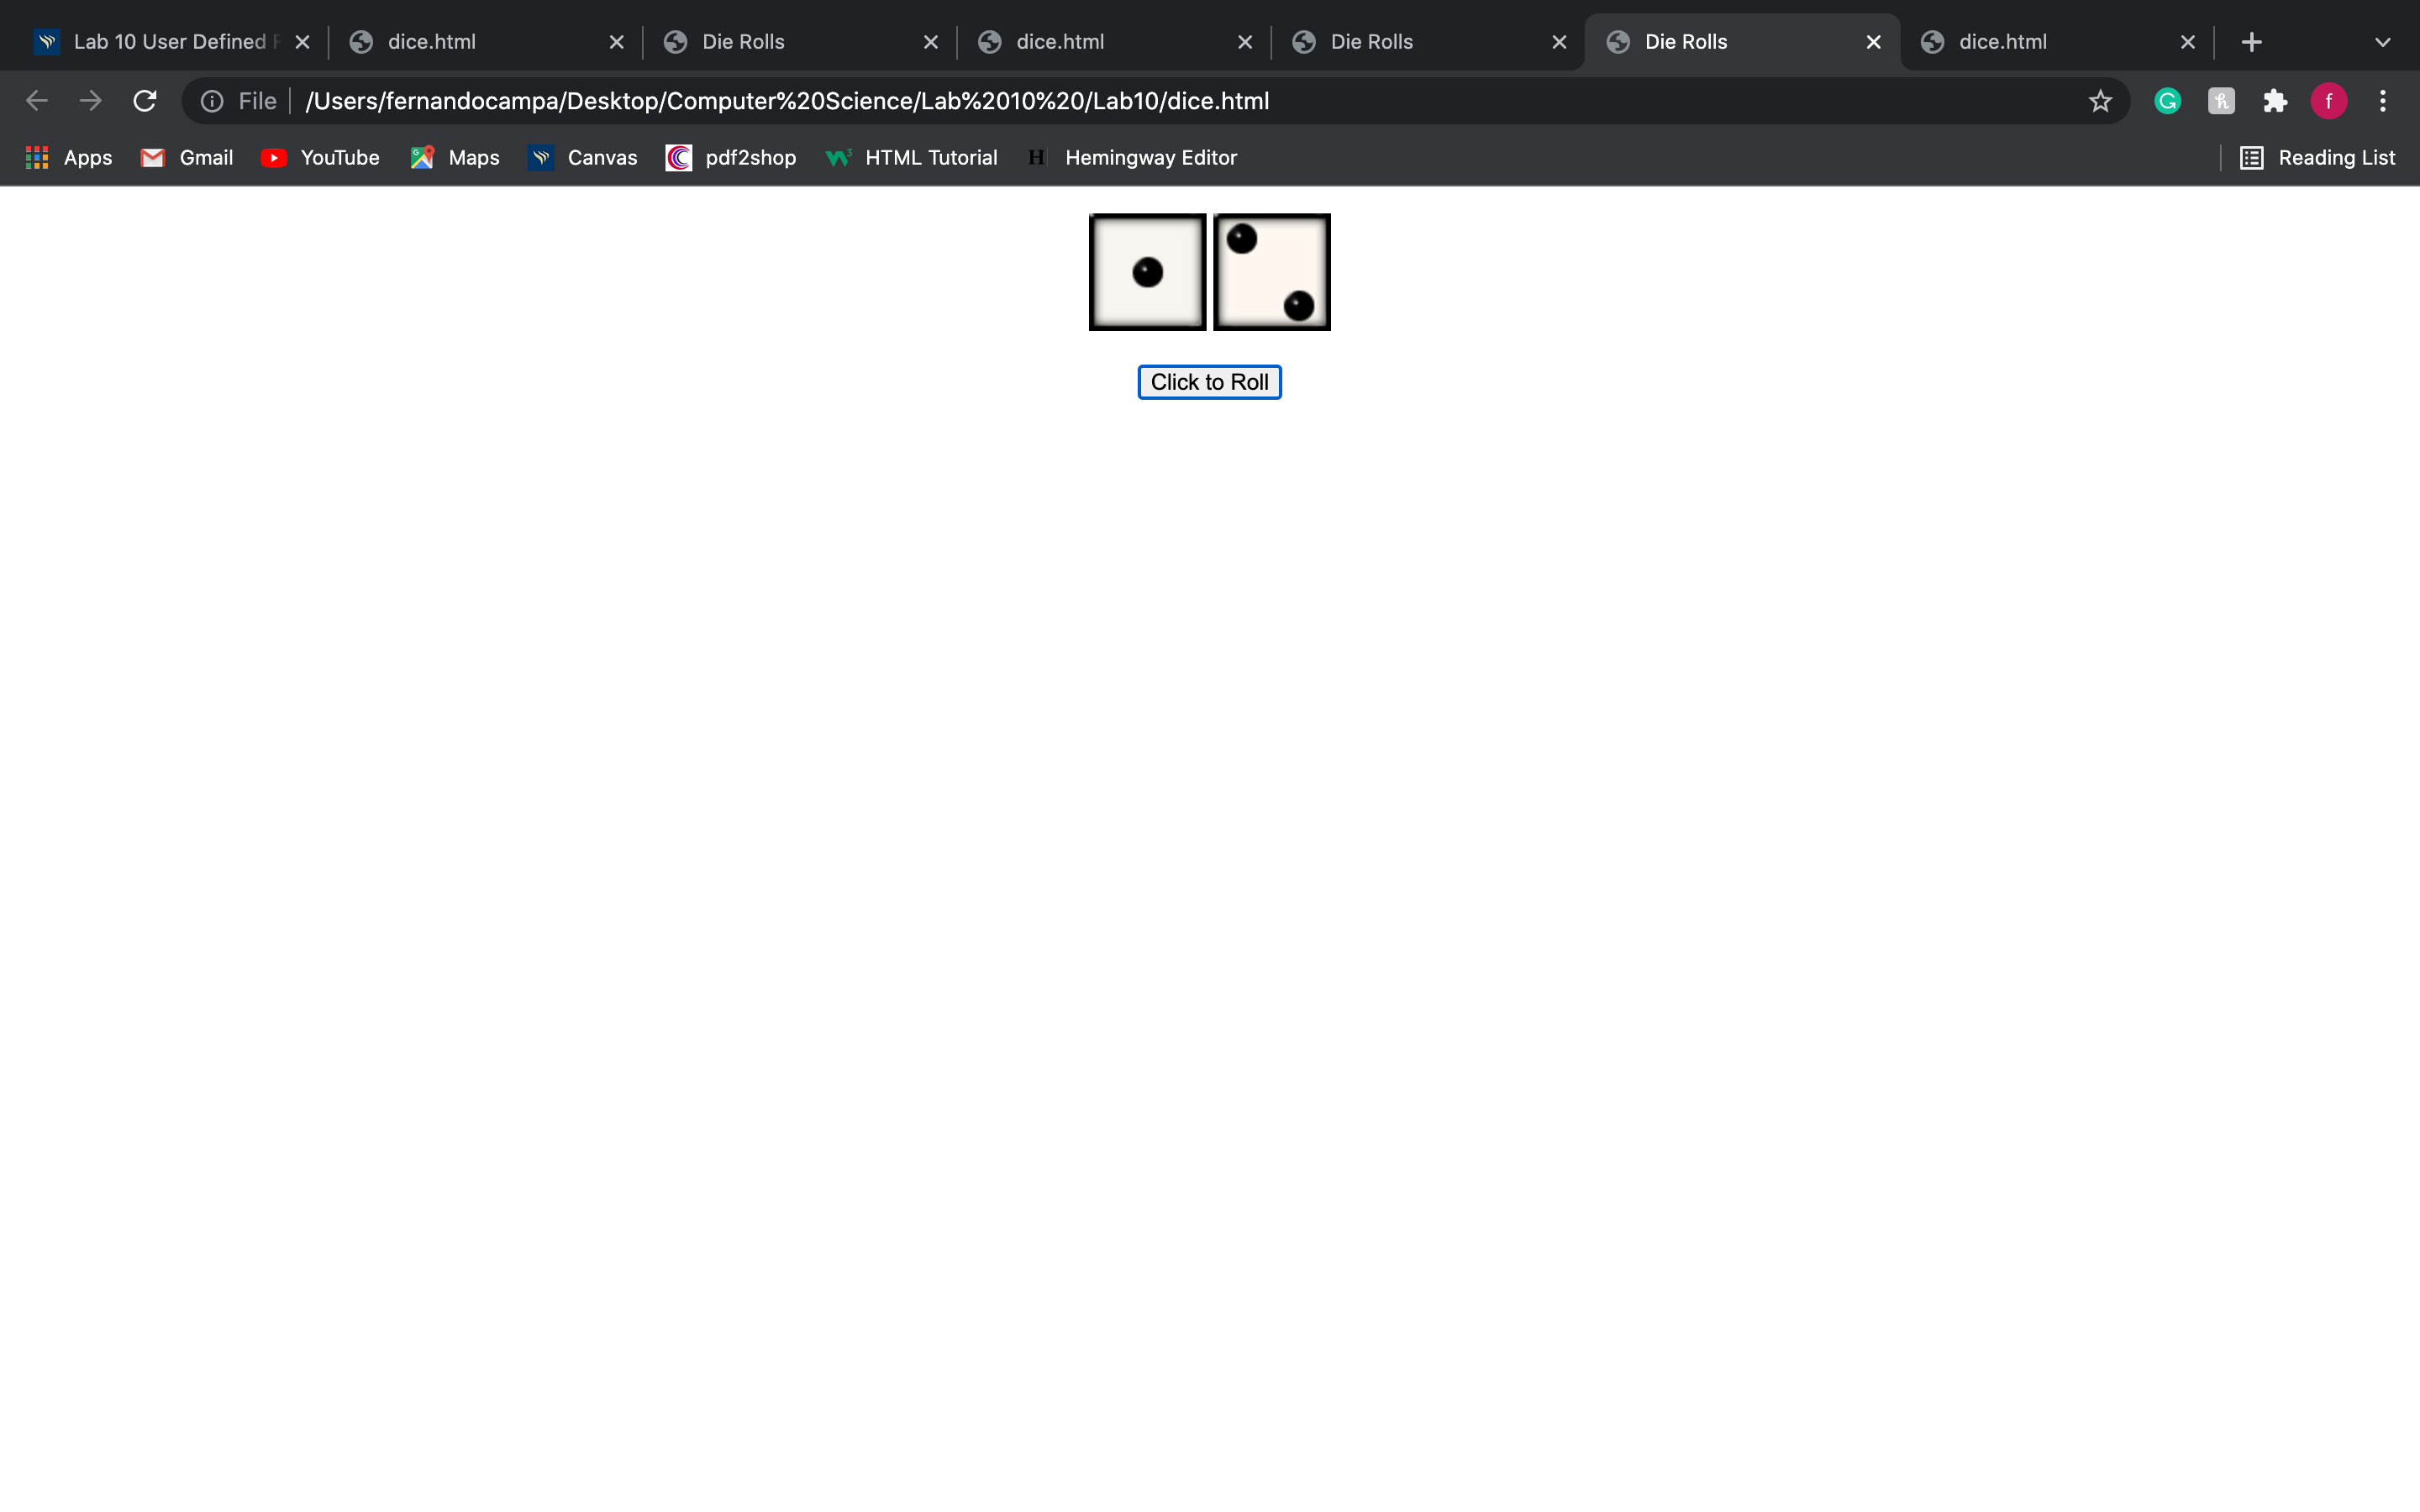 Lab 10 User Defined F dice.html Die Rolls dice.html Die Rolls Die Rolls dice.html
File /Users/fernandocampa/Desktop/Computer%20Science/Lab%2010%20/Lab10/dice.html f
Apps Gmail YouTube Maps Canvas pdf2shop HTML Tutorial H Hemingway Editor Reading List
Click to Roll